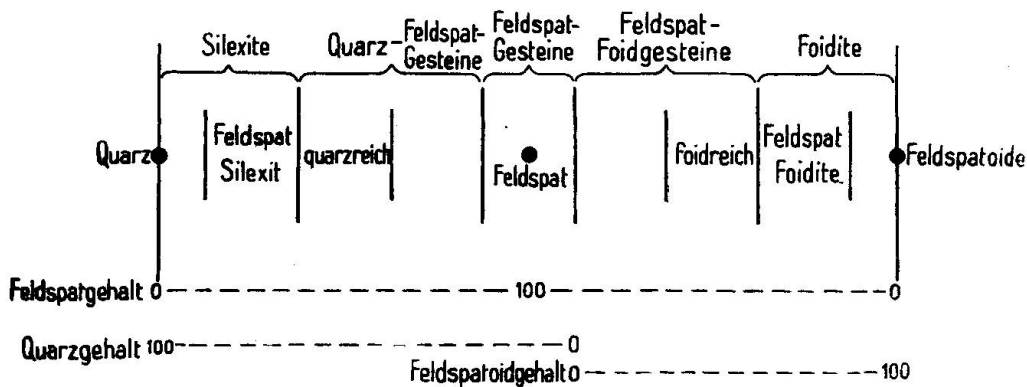 Silexite
Quarz-Feldspat-
Gesteine
Feldspat-
Gesteine
Feldspat-
Foidgesteine
Foidite
Quarz
Feldspat
Silexit
quarzreich
Feldspat
foidreich
Feldspat
Foidite.
Feldspatoide
Feldspatgehalt 0 100 0
Quarzgehalt 100 0
Feldspatoidgehalt 0 100